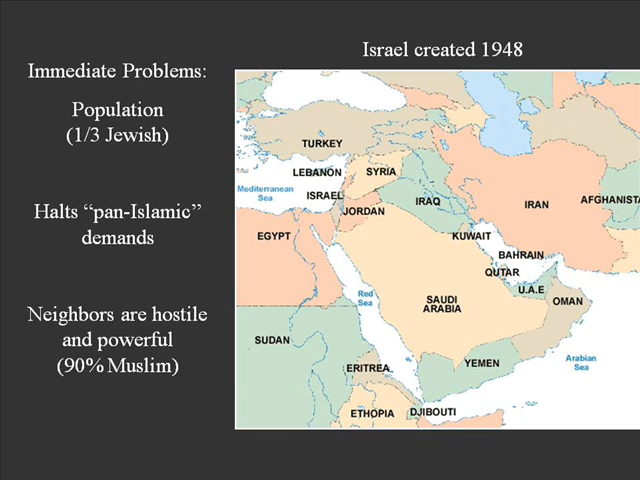 Israel created 1948
Immediate Problems:
Population
(1/3 Jewish)
Halts “pan-Islamic”
demands
Neighbors are hostile
and powerful
(90% Muslim)
TURKEY
LEBANON
SYRIA
Mediterranean
Sea
ISRAEL
IRAQ
IRAN
AFGHANISTA
JORDAN
EGYPT
KUWAIT
BAHRAIN
QUTAR
U.A.E
Red
Sea
SAUDI
ARABIA
OMAN
SUDAN
YEMEN
Arabian
Sea
ERITREA
ETHIOPIA
DJIBOUTI